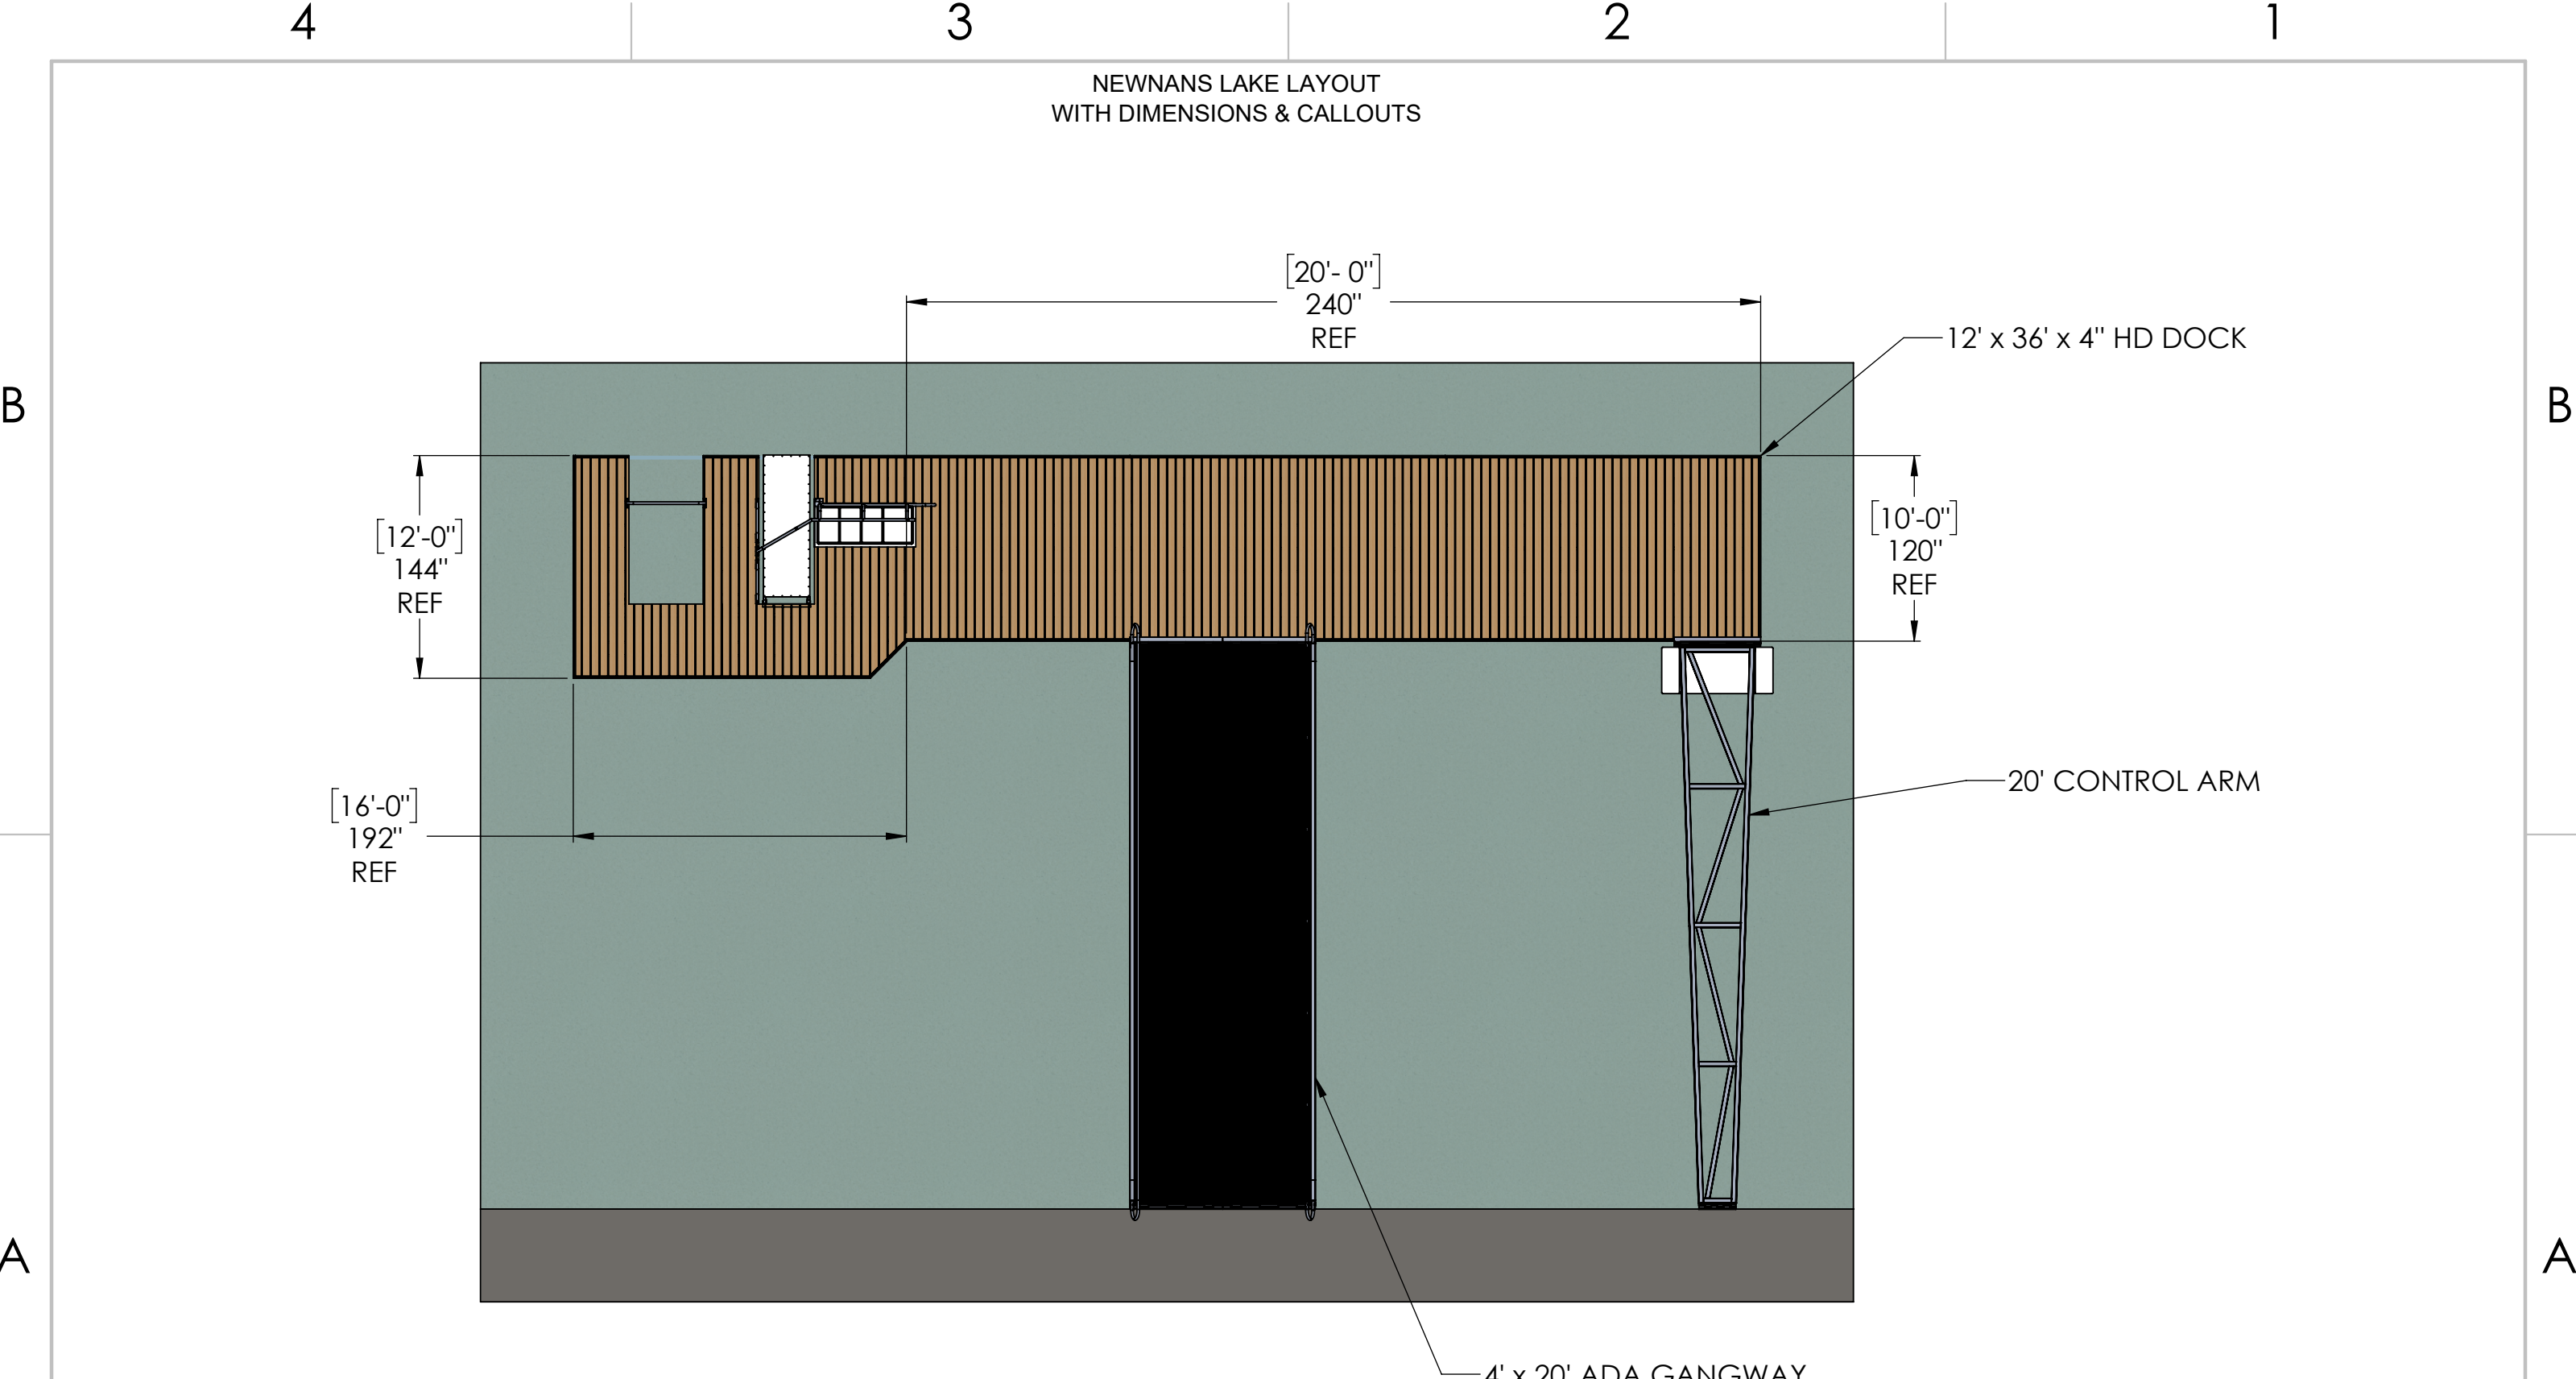 4 3 2 1
NEWNANS LAKE LAYOUT
WITH DIMENSIONS & CALLOUTS
[20'- 0"]
240"
REF
12' x 36' x 4" HD DOCK
B B
[12'-0"]
144"
REF
[10'-0"]
120"
REF
20' CONTROL ARM
[16'-0"]
192"
REF
A A
4' x 20' ADA GANGWAY